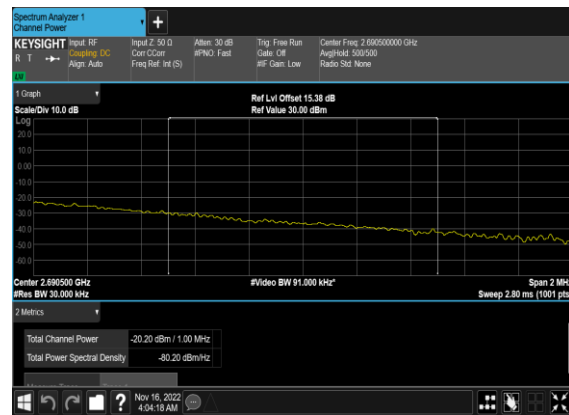 Spectrum Analyzer 1
Channel Power
+
KEYSIGHT Input: RF Input Z: 50 Ω Atten: 30 dB Trig: Free Run Center Freq: 2.690500000 GHz
R T Coupling: DC Corr CCorr #PNO: Fast Gate: Off Avg|Hold: 500/500
Align: Auto Freq Ref: Int (S) #IF Gain: Low Radio Std: None
1 Graph
Scale/Div 10.0 dB
Ref Lvl Offset 15.38 dB
Ref Value 30.00 dBm
Log
20.0
10.0
0.00
-10.0
-20.0
-30.0
-40.0
-50.0
-60.0
Center 2.690500 GHz #Video BW 91.000 kHz* Span 2 MHz
#Res BW 30.000 kHz Sweep 2.80 ms (1001 pts
2 Metrics
Total Channel Power -20.20 dBm / 1.00 MHz
Total Power Spectral Density -80.20 dBm/Hz
Nov 16, 2022
4:04:18 AM